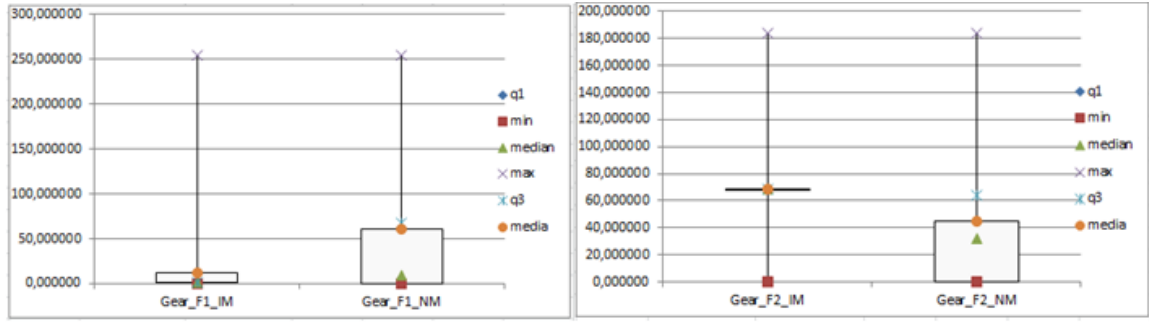 300,000000
250,000000
200,000000
150,000000
100,000000
50,000000
0,000000
Gear_F1_IM
Gear_F1_NM
q1
min
median
max
q3
media
200,000000
180,000000
160,000000
140,000000
120,000000
100,000000
80,000000
60,000000
40,000000
20,000000
0,000000
Gear_F2_IM
Gear_F2_NM
q1
min
median
max
q3
media